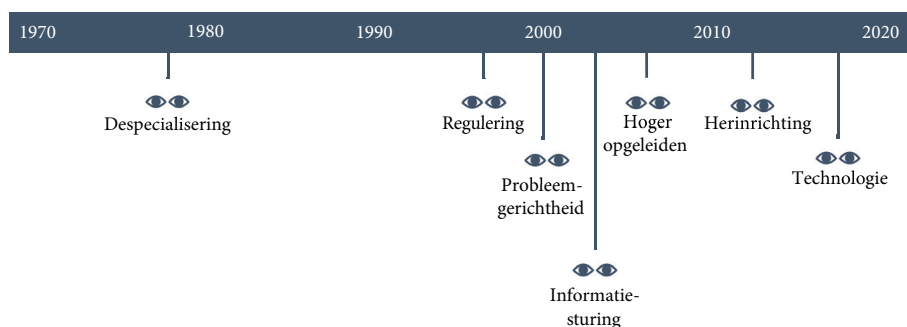 1970 1980 1990 2000 2010 2020
Despecialisering
Regulering
Probleem-
gerichtheid
Informatie-
sturing
Hoger
opgeleiden
Herinrichting
Technologie